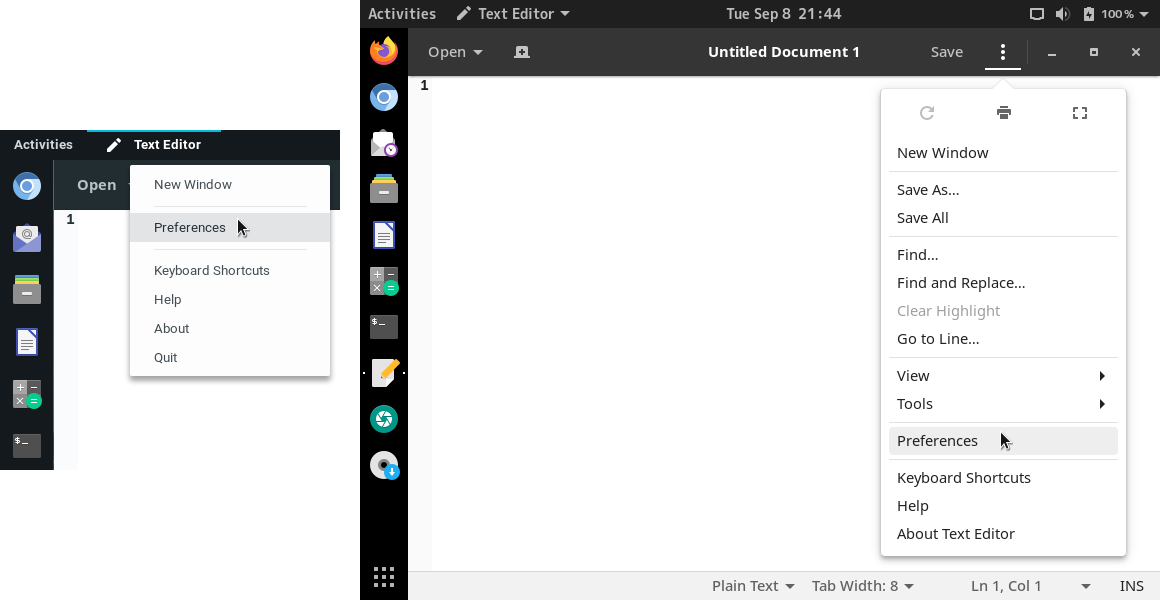 Activities Text Editor
Open
1
New Window
Preferences
Keyboard Shortcuts
Help
About
Quit
Activities Text Editor Tue Sep 8 21:44 100 %
Open Untitled Document 1 Save
1
New Window
Save As...
Save All
Find...
Find and Replace...
Clear Highlight
Go to Line...
View
Tools
Preferences
Keyboard Shortcuts
Help
About Text Editor
Plain Text Tab Width: 8 Ln 1, Col 1 INS